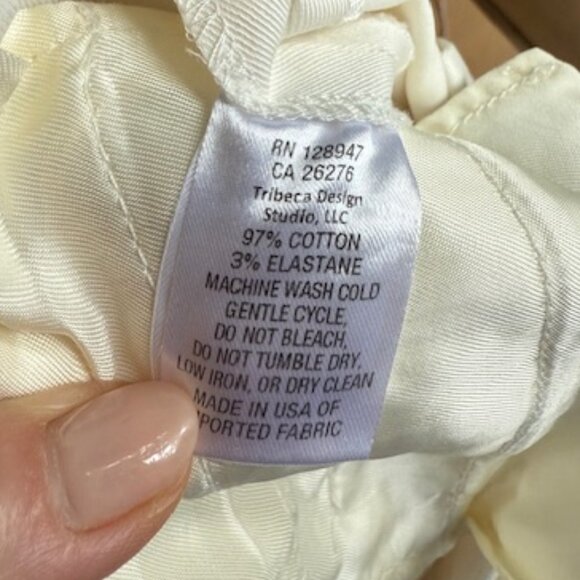 RN 128947
CA 26276
Tribeca Design
Studio, LLC
97% COTTON
3% ELASTANE
MACHINE WASH COLD
GENTLE CYCLE,
DO NOT BLEACH,
DO NOT TUMBLE DRY,
LOW IRON, OR DRY CLEAN
MADE IN USA OF
PORTED FABRIC